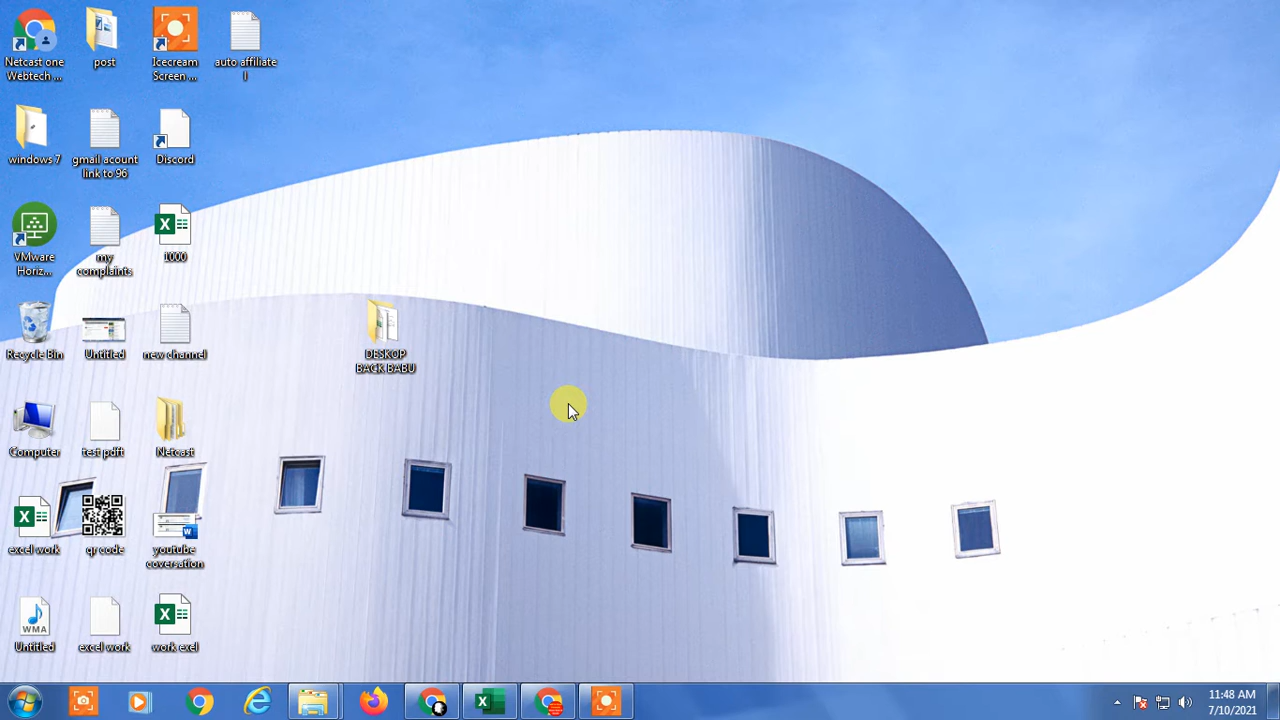 Netcast one
Webtech ...
post
Icecream
Screen ...
auto affiliate
l
windows 7
gmail acount
link to 96
Discord
VMware
Horiz...
my
complaints
1000
Recycle Bin
Untitled
new channel
DESKOP
BACK BABU
Computer
test pdft
Netcast
excel work
qr code
youtube
coversation
WMA
Untitled
excel work
work exel
11:48 AM
7/10/2021